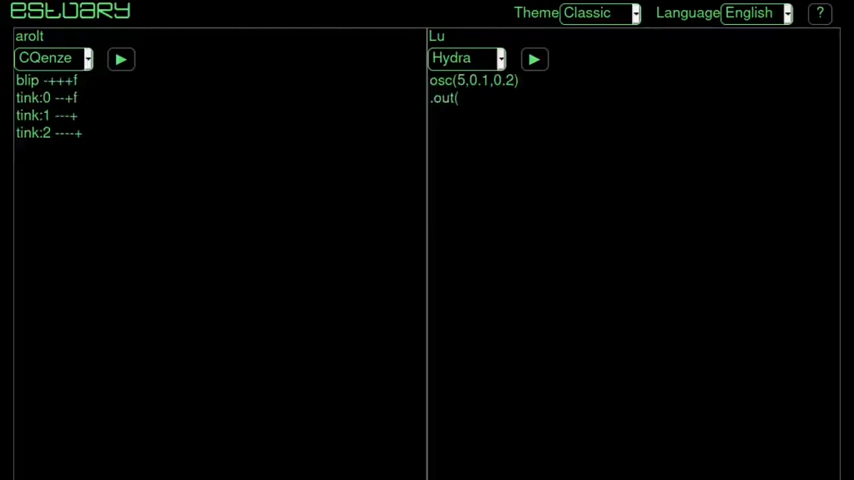 estuary
Theme Classic Language English ?
arolt
CQenze
blip -+++f
tink:0 --+f
tink:1 ---+
tink:2 ----+
Lu
Hydra
osc(5,0.1,0.2)
.out(